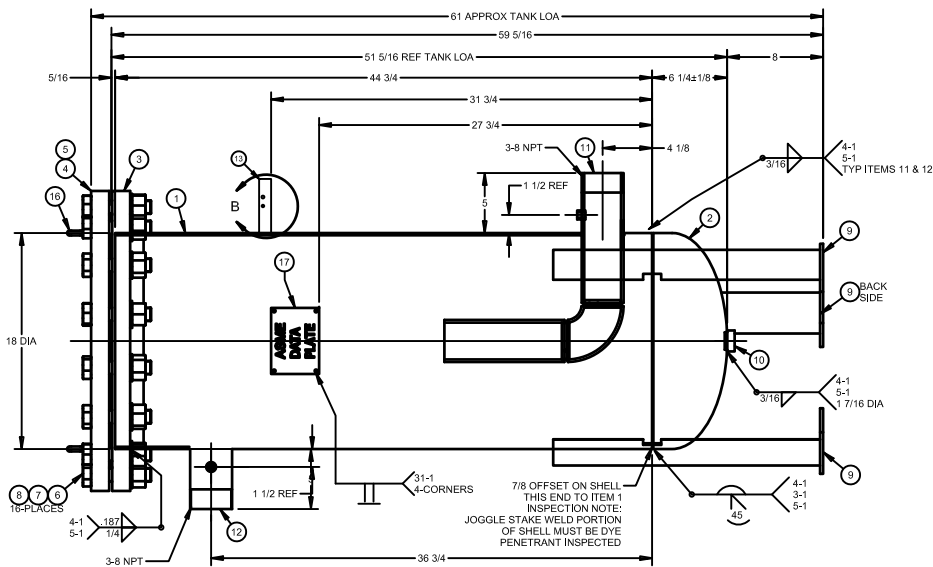 61 APPROX TANK LOA
59 5/16
51 5/16 REF TANK LOA
8
5/16
44 3/4
6 1/4±1/8
31 3/4
27 3/4
3-8 NPT
11
4 1/8
3/16
4-1
5-1
TYP ITEMS 11 & 12
5
4
3
13
16
1
B
5
1 1/2 REF
2
9
9
BACK
SIDE
17
18 DIA
ASME
DATA
PLATE
10
3/16
4-1
5-1
1 7/16 DIA
9
8 7 6
16-PLACES
1 1/2 REF
31-1
4-CORNERS
7/8 OFFSET ON SHELL
THIS END TO ITEM 1
INSPECTION NOTE:
JOGGLE STAKE WELD PORTION
OF SHELL MUST BE DYE
PENETRANT INSPECTED
4-1
3-1
5-1
45
4-1
5-1
.187
1/4
12
3-8 NPT
36 3/4